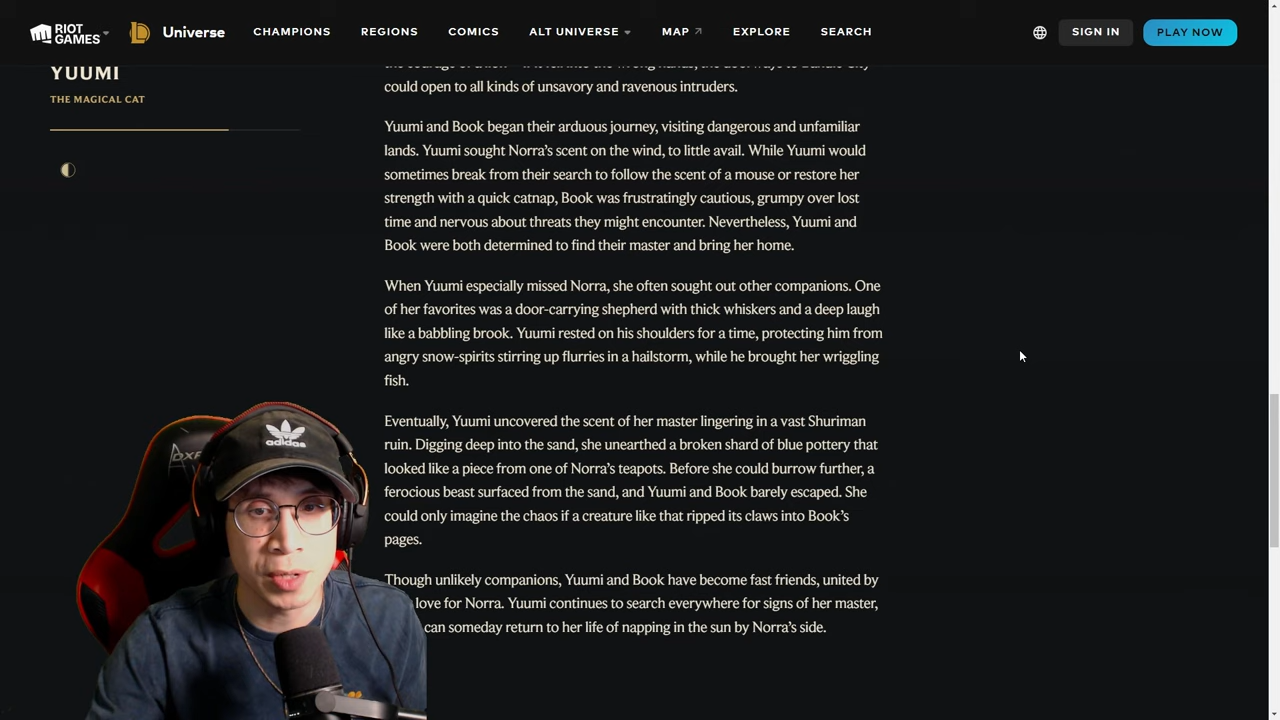 RIOT GAMES Universe CHAMPIONS REGIONS COMICS ALT UNIVERSE MAP EXPLORE SEARCH SIGN IN PLAY NOW
YUUMI
THE MAGICAL CAT
could open to all kinds of unsavory and ravenous intruders.
Yuumi and Book began their arduous journey, visiting dangerous and unfamiliar
lands. Yuumi sought Norra’s scent on the wind, to little avail. While Yuumi would
sometimes break from their search to follow the scent of a mouse or restore her
strength with a quick catnap, Book was frustratingly cautious, grumpy over lost
time and nervous about threats they might encounter. Nevertheless, Yuumi and
Book were both determined to find their master and bring her home.
When Yuumi especially missed Norra, she often sought out other companions. One
of her favorites was a door-carrying shepherd with thick whiskers and a deep laugh
like a babbling brook. Yuumi rested on his shoulders for a time, protecting him from
angry snow-spirits stirring up flurries in a hailstorm, while he brought her wriggling
fish.
Eventually, Yuumi uncovered the scent of her master lingering in a vast Shuriman
ruin. Digging deep into the sand, she unearthed a broken shard of blue pottery that
looked like a piece from one of Norra’s teapots. Before she could burrow further, a
ferocious beast surfaced from the sand, and Yuumi and Book barely escaped. She
could only imagine the chaos if a creature like that ripped its claws into Book’s
pages.
Though unlikely companions, Yuumi and Book have become fast friends, united by
love for Norra. Yuumi continues to search everywhere for signs of her master,
can someday return to her life of napping in the sun by Norra’s side.
adidas